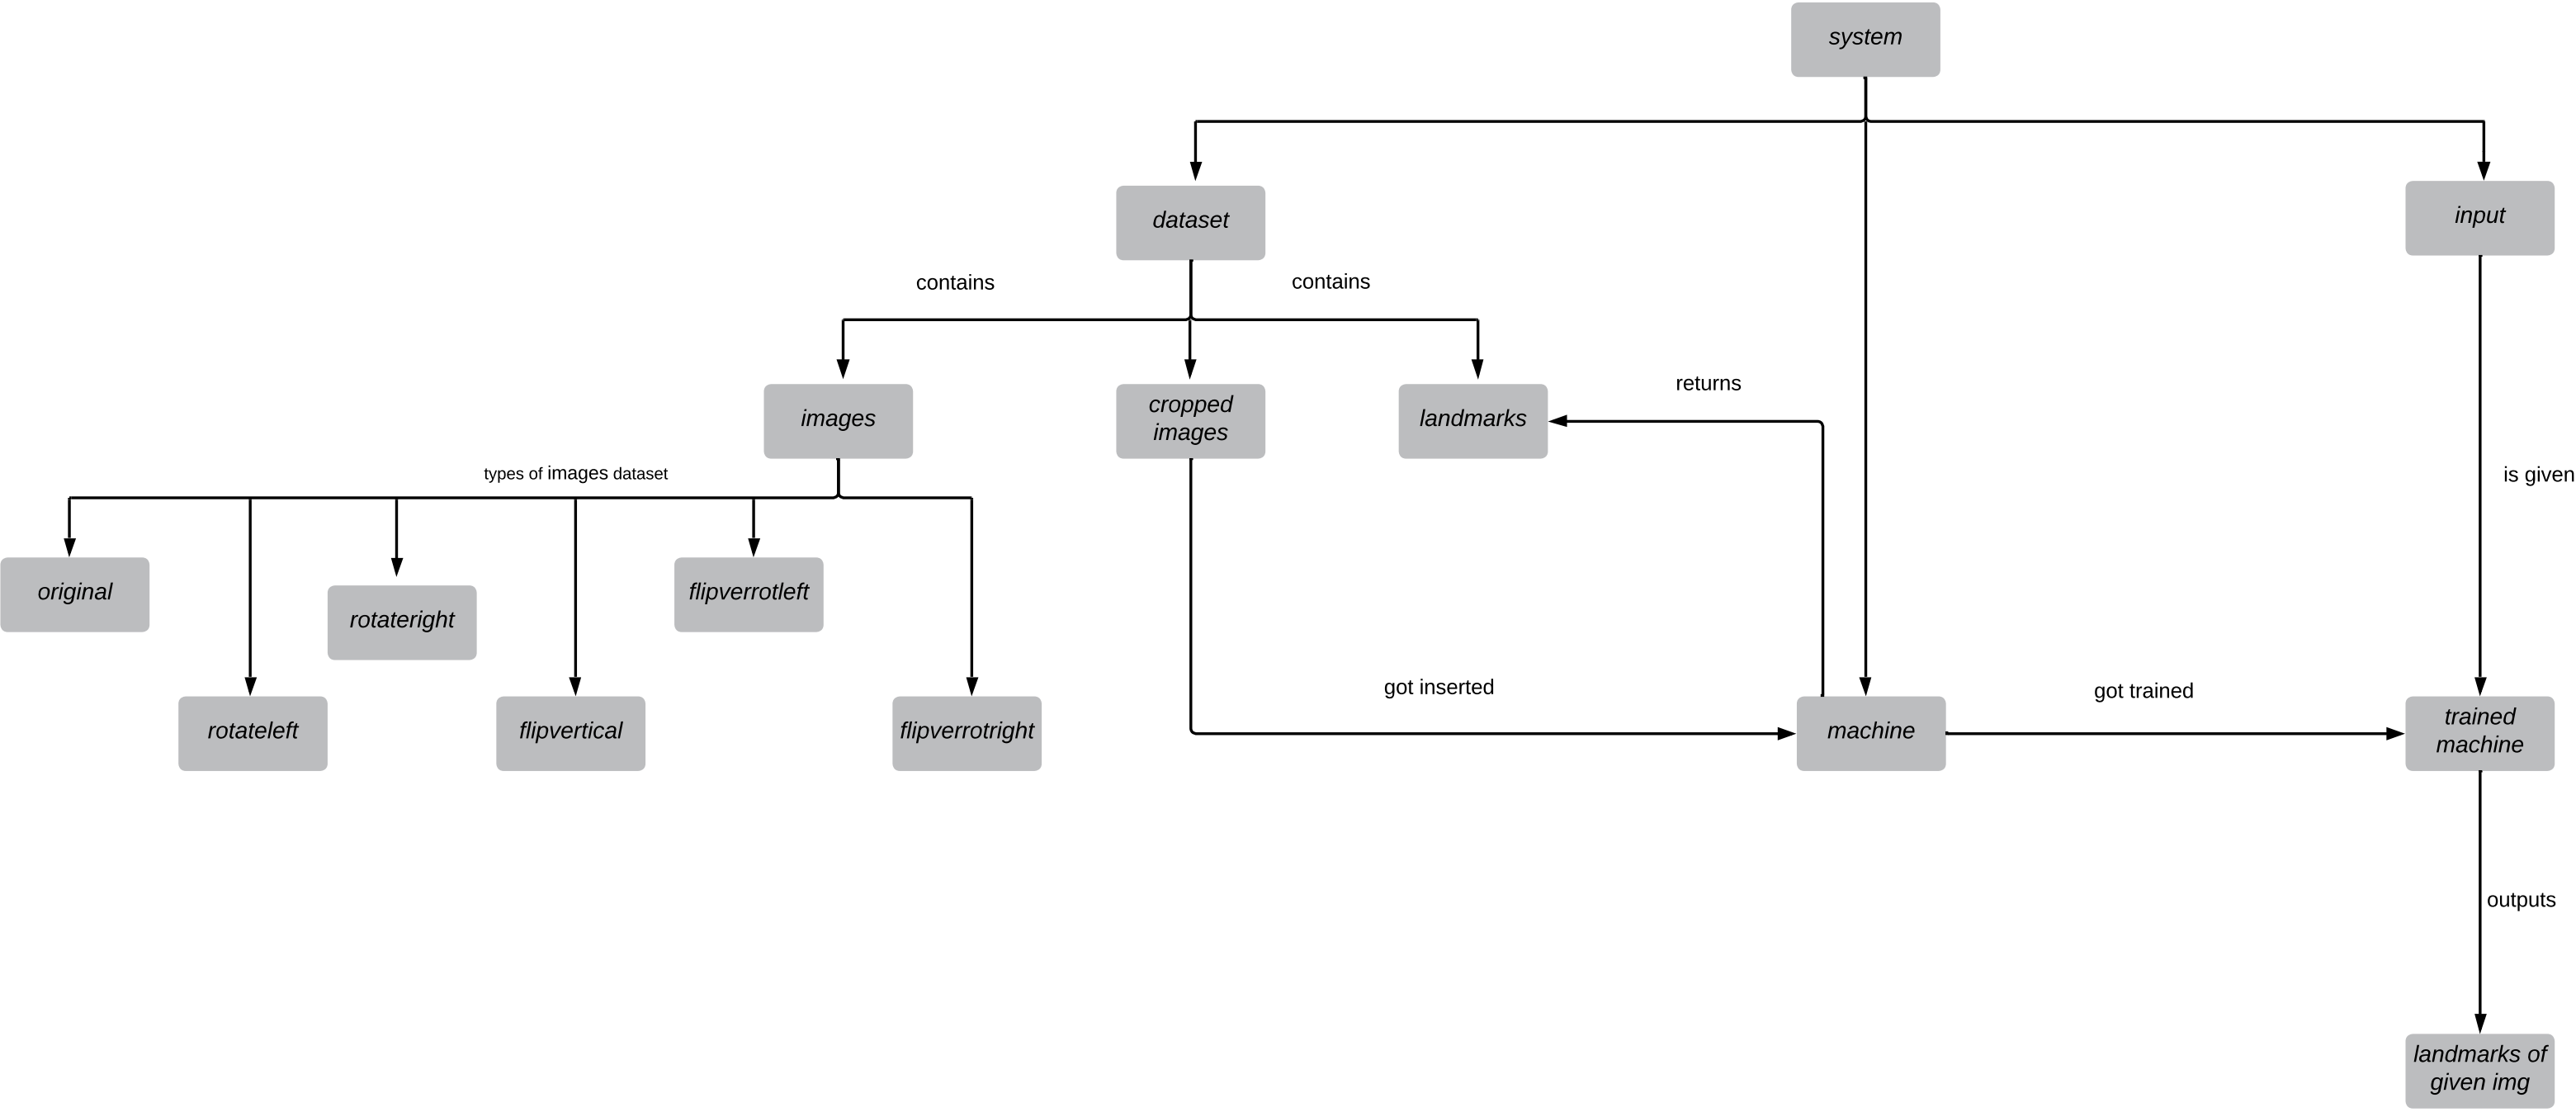 system
dataset
input
contains
contains
images
cropped
images
landmarks
returns
types of images dataset
is given
original
rotateright
flipverrotleft
rotateleft
flipvertical
flipverrotright
got inserted
machine
got trained
trained
machine
outputs
landmarks of
given img